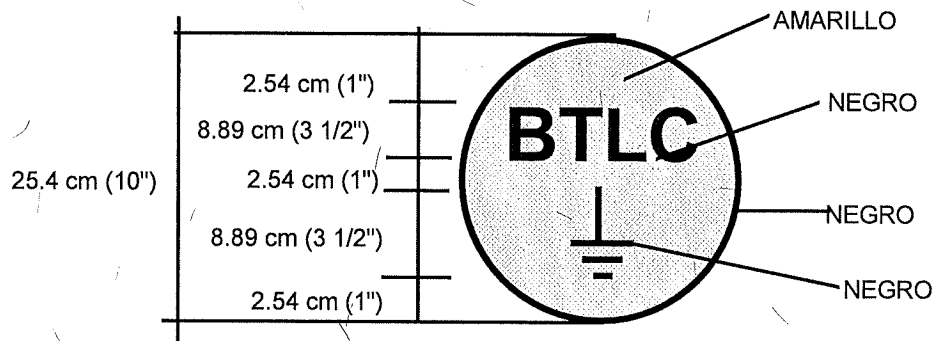 AMARILLO
2.54 cm (1")
NEGRO
8.89 cm (3 1/2")
BTLC
25.4 cm (10")
2.54 cm (1")
NEGRO
8.89 cm (3 1/2")
NEGRO
2.54 cm (1")